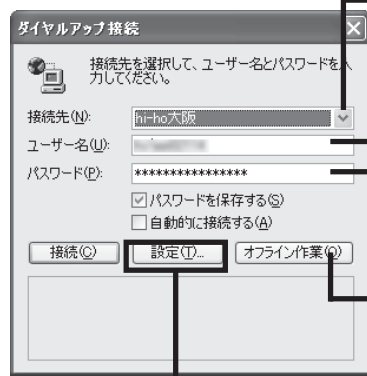 ダイヤルアップ接続
接続先を選択して、ユーザー名とパスワードを入
力してください。
接続先(N):
hi-ho大阪
ユーザー名(U):
パスワード(P):
****************
パスワードを保存する(S)
自動的に接続する(A)
接続(C)
設定(T)...
オフライン作業(O)